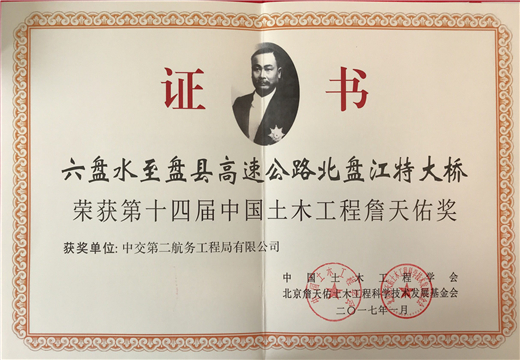 证书
六盘水至盘县高速公路北盘江特大桥
荣获第十四届中国土木工程詹天佑奖
获奖单位:中交第二航务工程局有限公司
中国土木工程学会
北京詹天佑土木工程科学技术发展基金会
二〇一七年一月